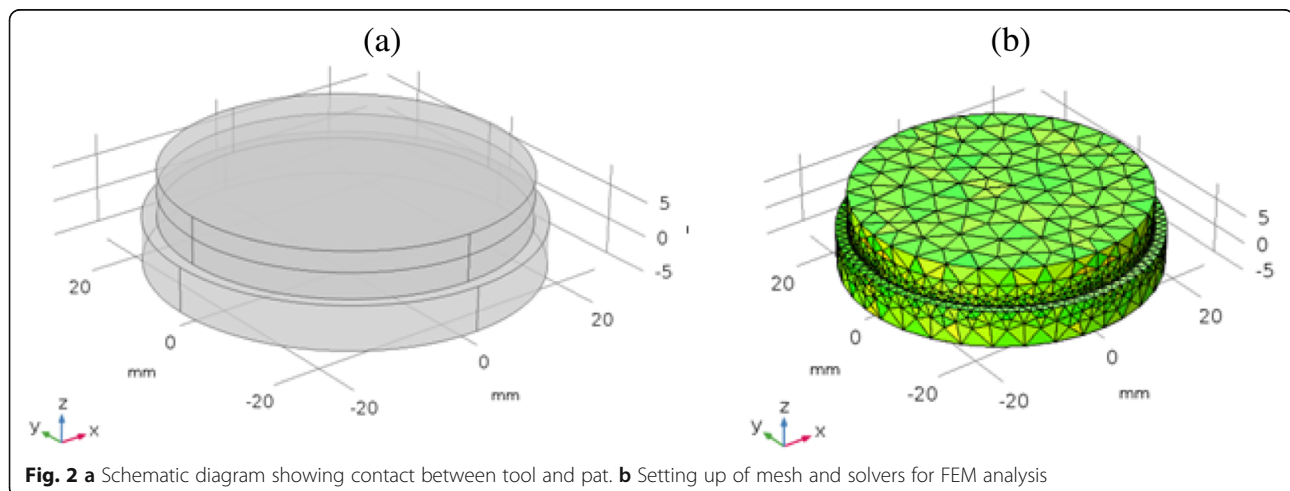 (a)
(b)
5
0
-5
20
0
mm
-20
-20
0
20
mm
z
y
x
5
0
-5
20
0
mm
-20
-20
0
20
mm
z
y
x
Fig. 2 a Schematic diagram showing contact between tool and pat. b Setting up of mesh and solvers for FEM analysis